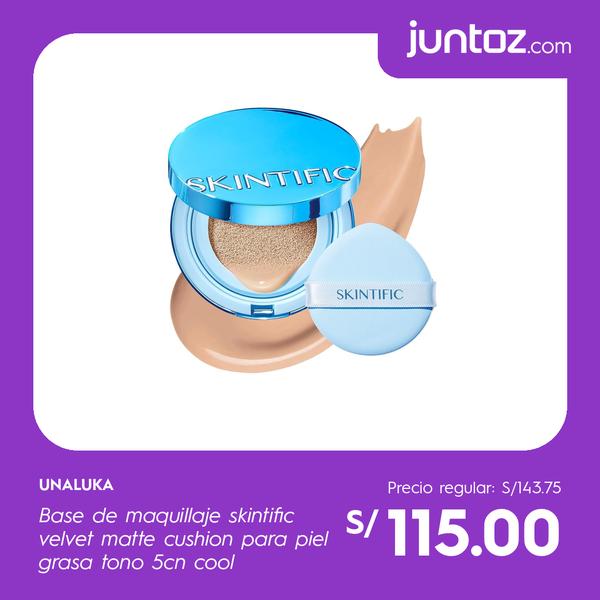 juntoz.com
SKINTIFIC
SKINTIFIC
UNALUKA
Base de maquillaje skintific
velvet matte cushion para piel
grasa tono 5cn cool
Precio regular: S/143.75
S/115.00